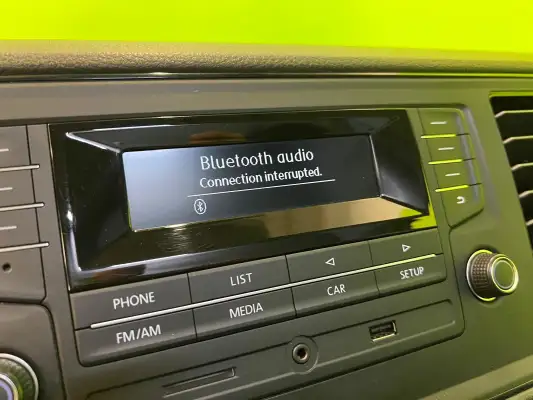 Bluetooth audio
Connection interrupted.
PHONE
LIST
FM/AM
MEDIA
CAR
SETUP